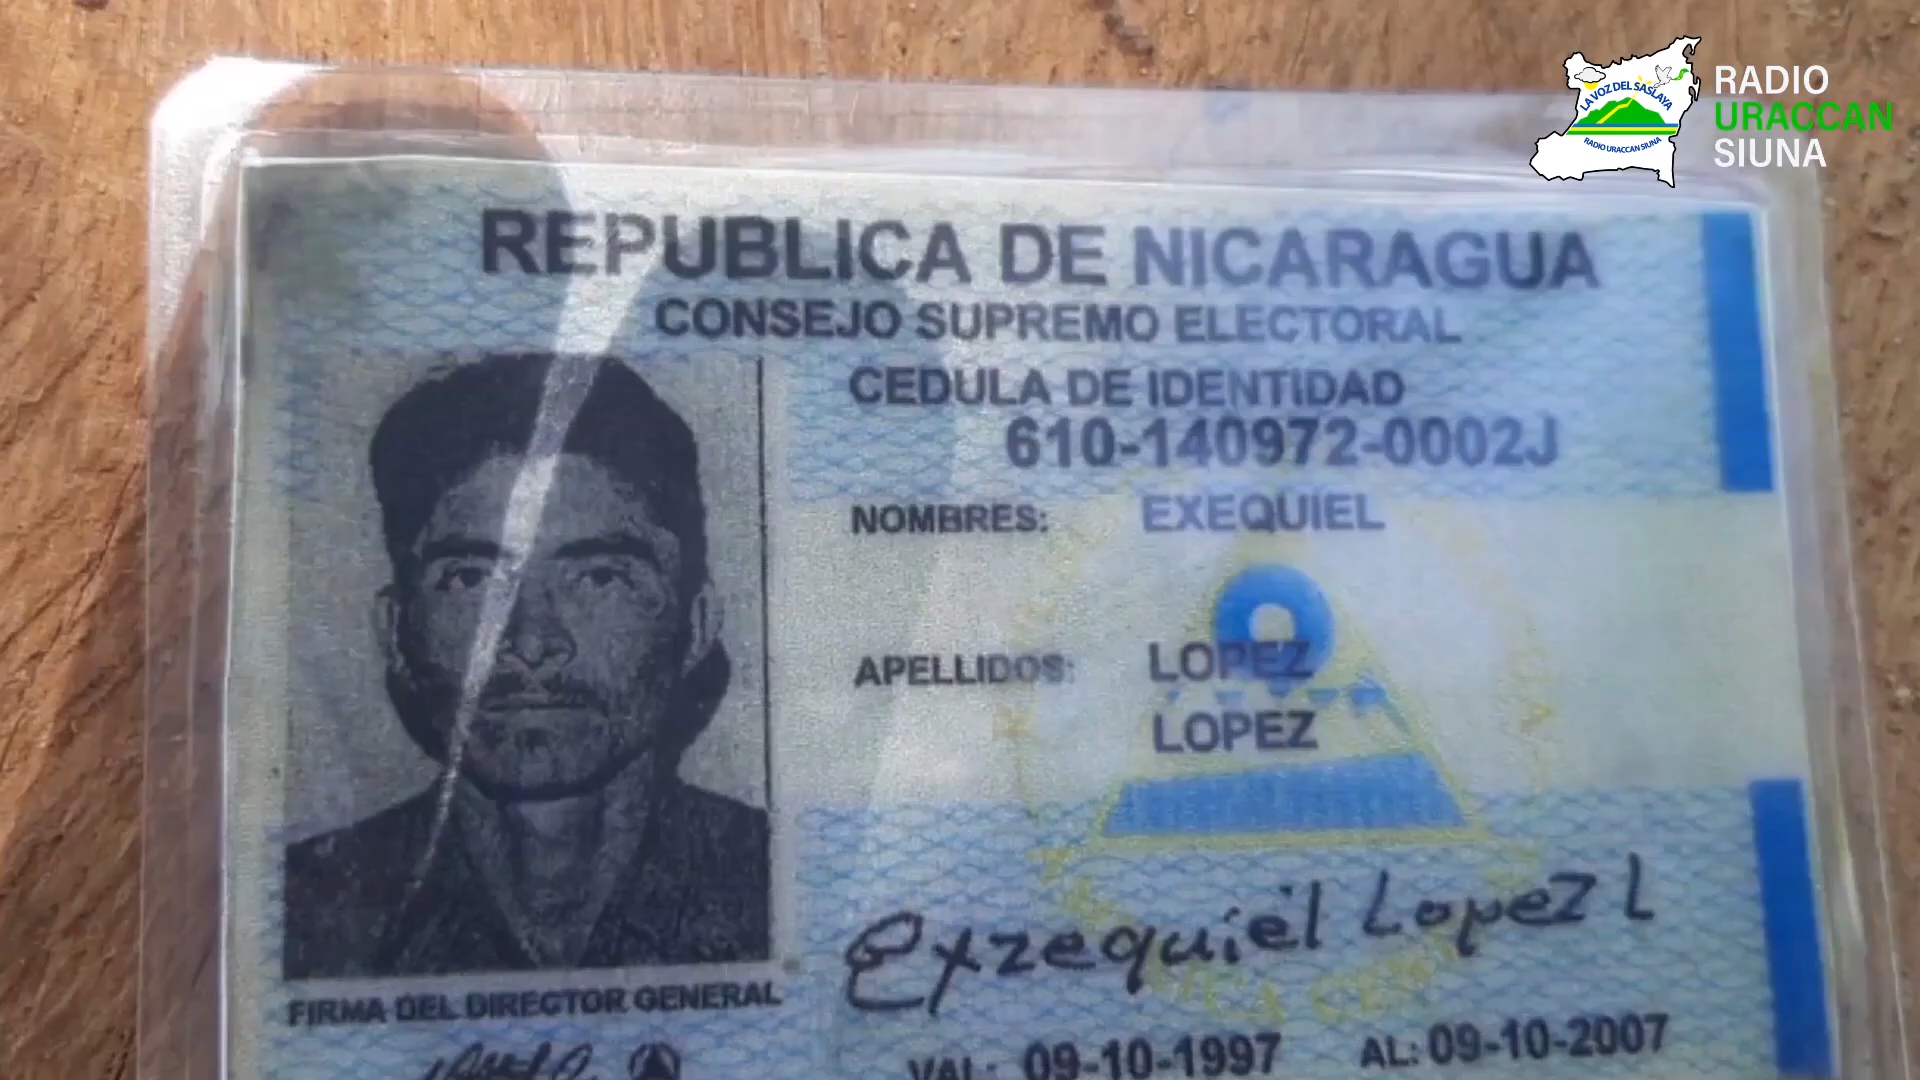 LA VOZ DEL SASLAYA
RADIO URACCAN SIUNA
RADIO
URACCAN
SIUNA
REPUBLICA DE NICARAGUA
CONSEJO SUPREMO ELECTORAL
CEDULA DE IDENTIDAD
610-140972-0002J
NOMBRES: EXEQUIEL
APELLIDOS: LOPEZ
LOPEZ
Exzequiel Lopez L
FIRMA DEL DIRECTOR GENERAL
VAL: 09-10-1997 AL: 09-10-2007